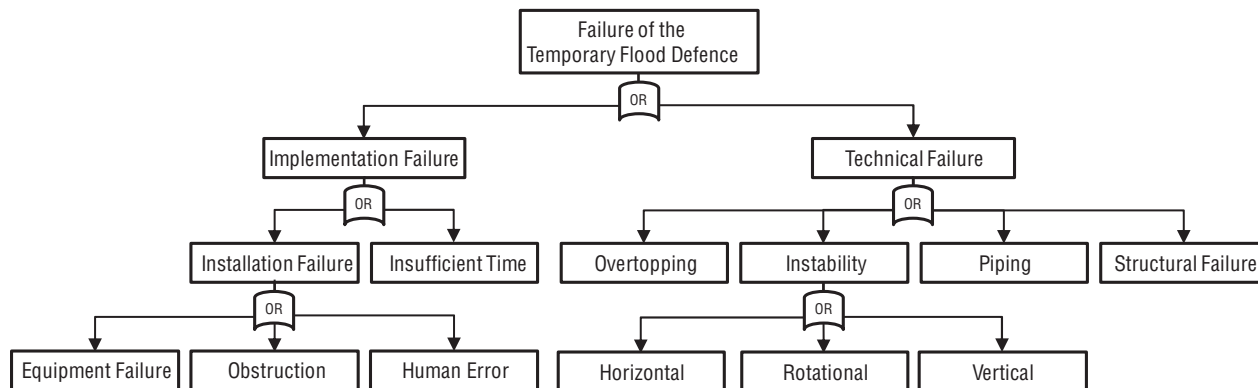 Failure of the
Temporary Flood Defence
OR
Implementation Failure
Technical Failure
OR
OR
Installation Failure
Insufficient Time
Overtopping
Instability
Piping
Structural Failure
OR
OR
Equipment Failure
Obstruction
Human Error
Horizontal
Rotational
Vertical